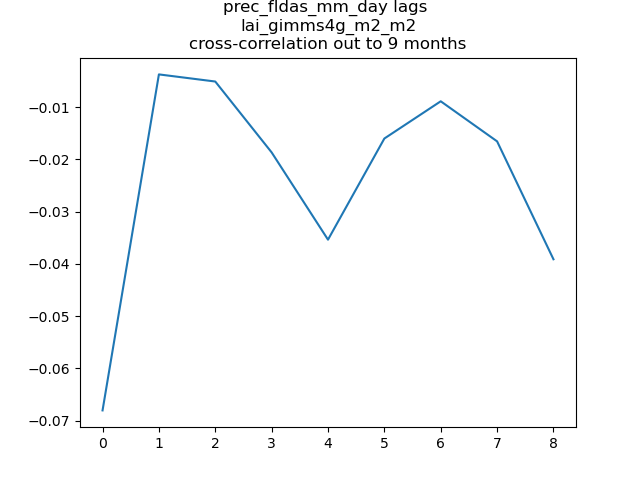 prec_fldas_mm_day lags
lai_gimms4g_m2_m2
cross-correlation out to 9 months
−0.01
−0.02
−0.03
−0.04
−0.05
−0.06
−0.07
0 1 2 3 4 5 6 7 8